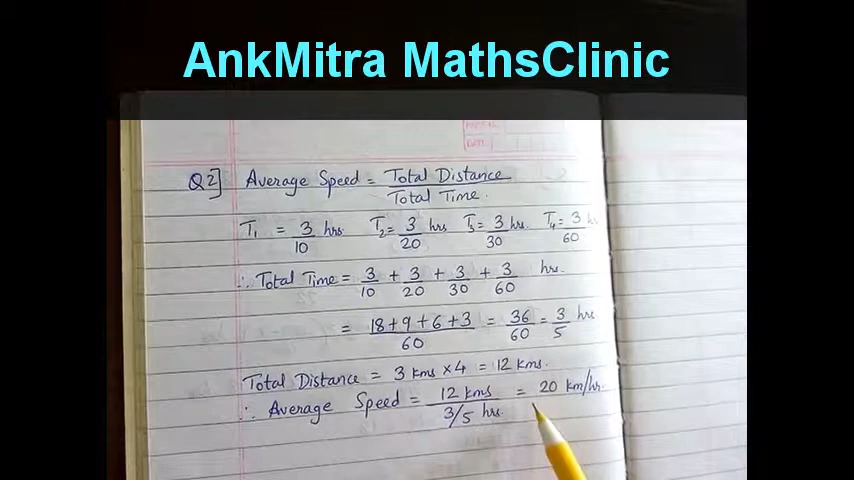 AnkMitra MathsClinic
Q2] Average Speed = Total Distance / Total Time.
T₁ = 3/10 hrs. T₂ = 3/20 hrs T₃ = 3/30 hrs. T₄ = 3/60 hr
∴ Total Time = 3/10 + 3/20 + 3/30 + 3/60 hr.
= 18+9+6+3/60 = 36/60 = 3/5 hrs
Total Distance = 3 kms × 4 = 12 kms.
∴ Average Speed = 12 kms / 3/5 hrs. = 20 km/hr.